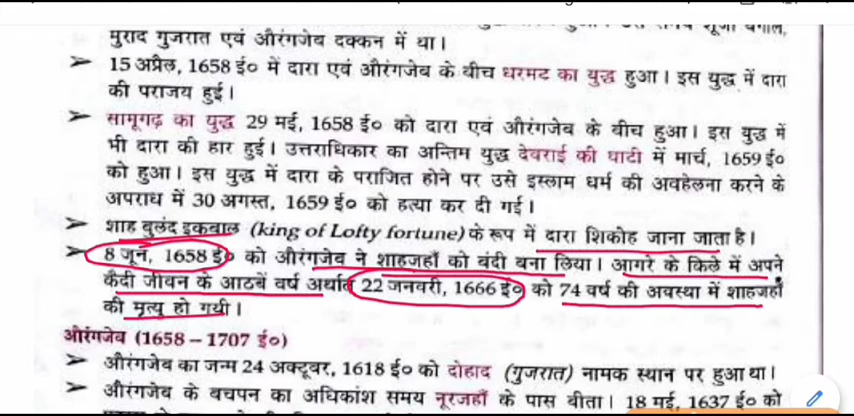 मुराद गुजरात एवं औरंगजेब दक्कन में था।
➢ 15 अप्रैल, 1658 ई० में दारा एवं औरंगजेब के बीच धरमट का युद्ध हुआ। इस युद्ध में दारा
की पराजय हुई।
➢ सामूगढ़ का युद्ध 29 मई, 1658 ई० को दारा एवं औरंगजेब के बीच हुआ। इस युद्ध में
भी दारा की हार हुई। उत्तराधिकार का अन्तिम युद्ध देवराई की घाटी में मार्च, 1659 ई०
को हुआ। इस युद्ध में दारा के पराजित होने पर उसे इस्लाम धर्म की अवहेलना करने के
अपराध में 30 अगस्त, 1659 ई० को हत्या कर दी गई।
➢ शाह बुलंद इकबाल (king of Lofty fortune) के रूप में दारा शिकोह जाना जाता है।
➢ 8 जून, 1658 ई० को औरंगजेब ने शाहजहाँ को बंदी बना लिया। आगरे के किले में अपने
कैदी जीवन के आठवें वर्ष अर्थात 22 जनवरी, 1666 ई० को 74 वर्ष की अवस्था में शाहजहाँ
की मृत्यु हो गयी।
औरंगजेब (1658 – 1707 ई०)
➢ औरंगजेब का जन्म 24 अक्टूबर, 1618 ई० को दोहाद (गुजरात) नामक स्थान पर हुआ था।
➢ औरंगजेब के बचपन का अधिकांश समय नूरजहाँ के पास बीता। 18 मई, 1637 ई० को